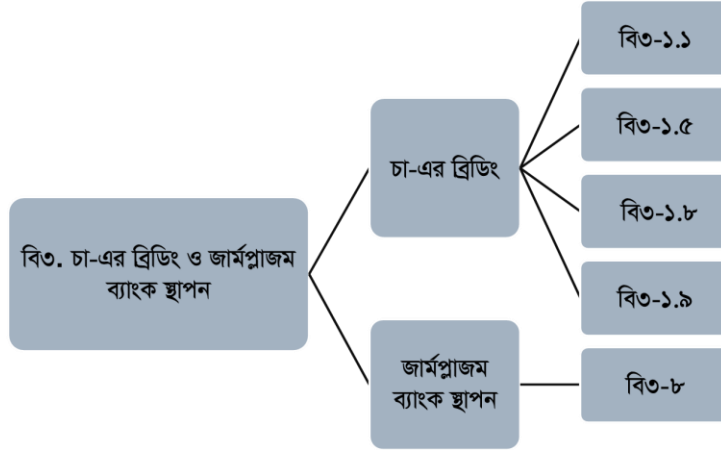 বি৩. চা-এর ব্রিডিং ও জার্মপ্লাজম
ব্যাংক স্থাপন
চা-এর ব্রিডিং
বি৩-১.১
বি৩-১.৫
বি৩-১.৮
বি৩-১.৯
জার্মপ্লাজম
ব্যাংক স্থাপন
বি৩-৮